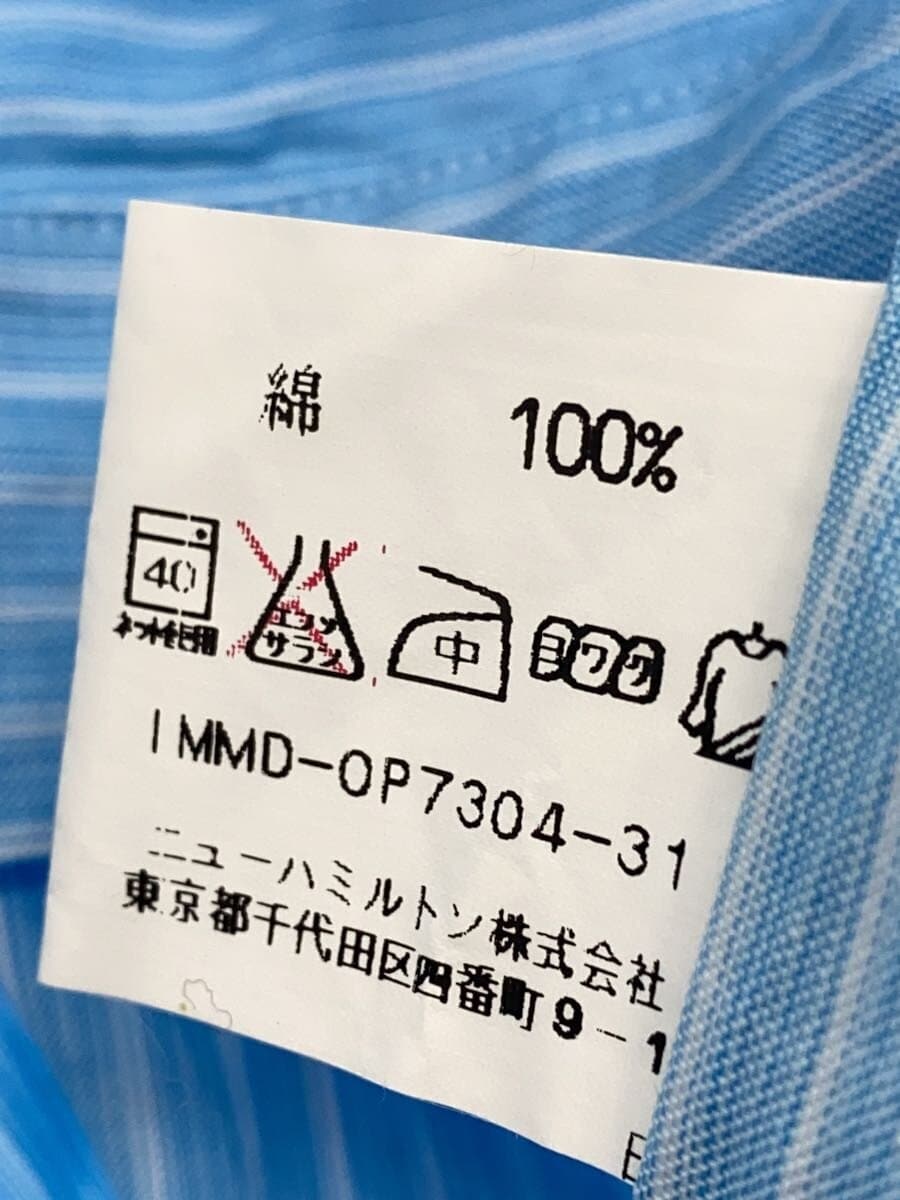 綿 100%
40 エンソ サラシ 中 ヨワク
ネット使用
IMMD-OP7304-31
ニューハミルトン株式会社
東京都千代田区四番町9-1